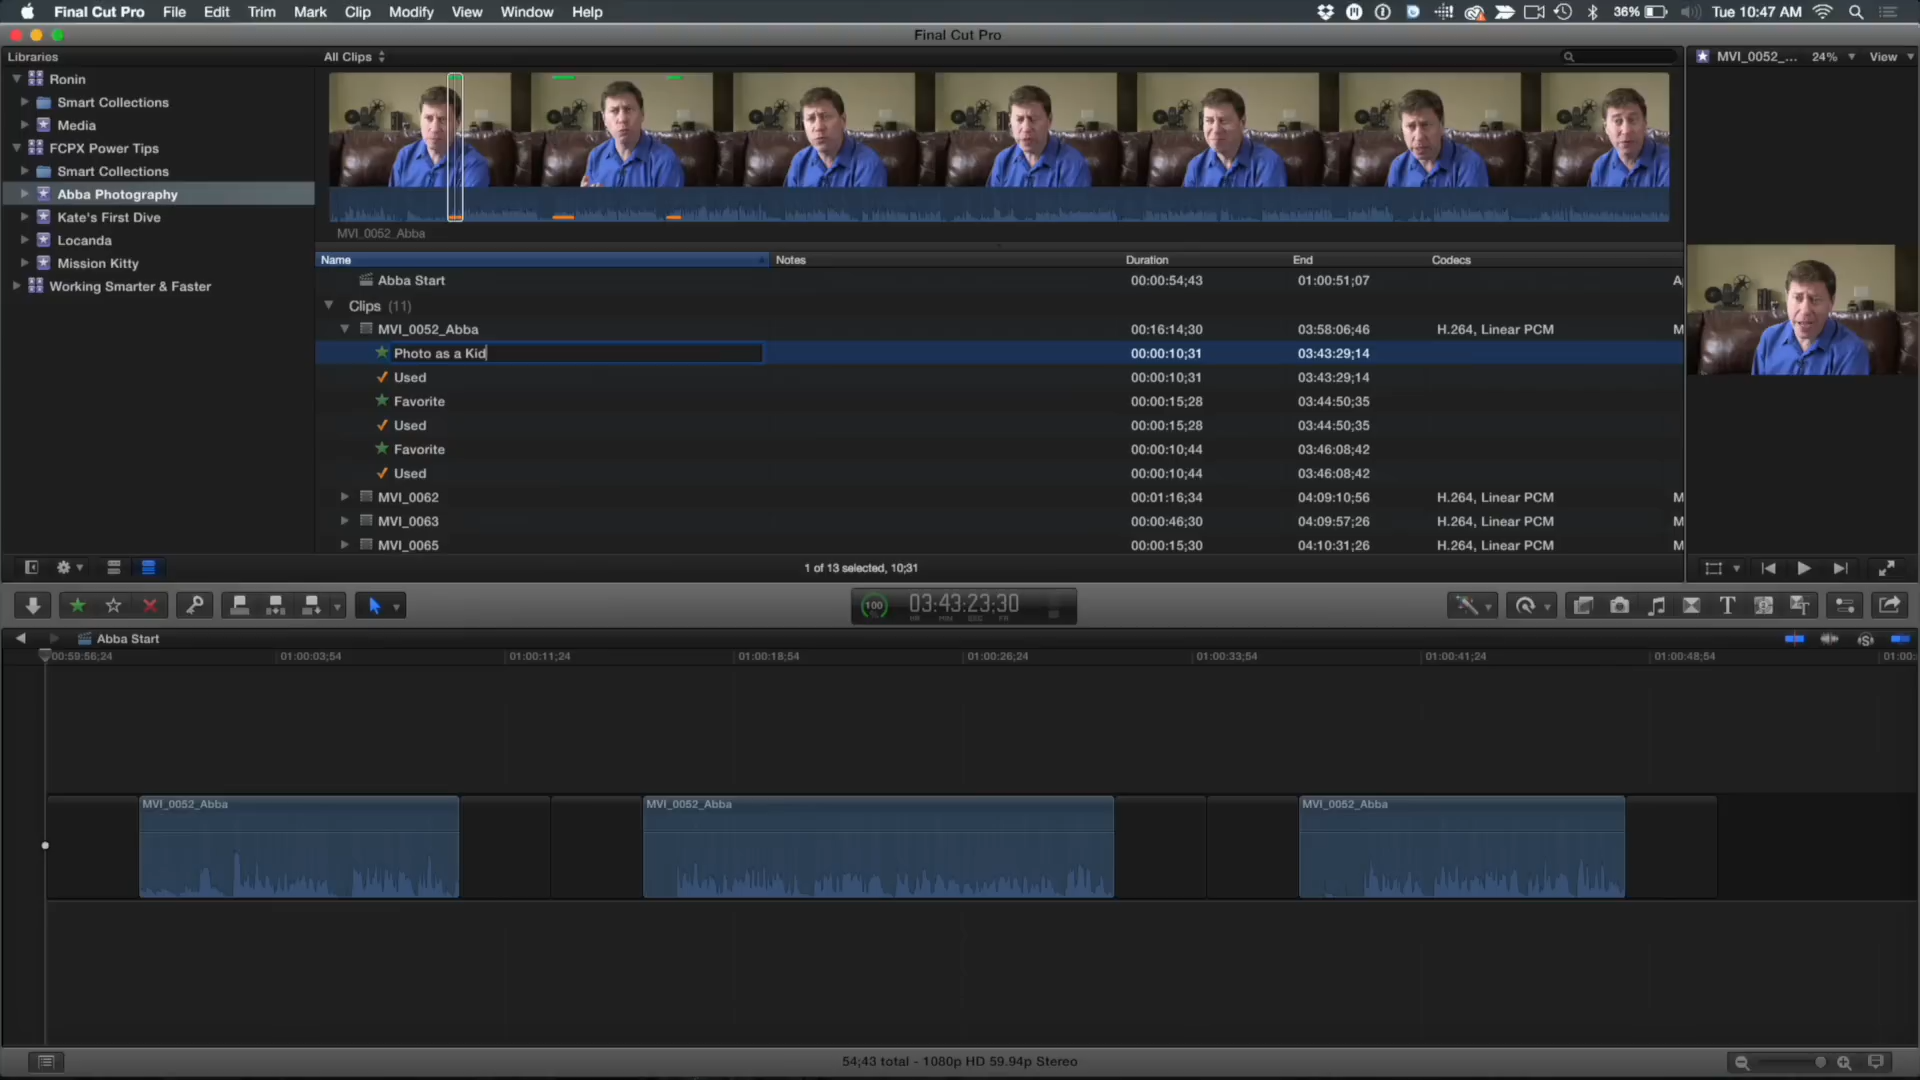 Final Cut Pro File Edit Trim Mark Clip Modify View Window Help 36% Tue 10:47 AM
Final Cut Pro
Libraries
All Clips
MVI_0052_... 24% View
Ronin
Smart Collections
Media
FCPX Power Tips
Smart Collections
Abba Photography
Kate's First Dive
Locanda
Mission Kitty
Working Smarter & Faster
MVI_0052_Abba
Name Notes Duration End Codecs
Abba Start 00:00:54;43 01:00:51;07
Clips (11)
MVI_0052_Abba 00:16:14;30 03:58:06;46 H.264, Linear PCM M
Photo as a Kid 00:00:10;31 03:43:29;14
Used 00:00:10;31 03:43:29;14
Favorite 00:00:15;28 03:44:50;35
Used 00:00:15;28 03:44:50;35
Favorite 00:00:10;44 03:46:08;42
Used 00:00:10;44 03:46:08;42
MVI_0062 00:01:16;34 04:09:10;56 H.264, Linear PCM M
MVI_0063 00:00:46;30 04:09:57;26 H.264, Linear PCM M
MVI_0065 00:00:15;30 04:10:31;26 H.264, Linear PCM M
1 of 13 selected, 10;31
100 03:43:23;30
% HR MIN SEC FR
Abba Start
00:59:56;24 01:00:03;54 01:00:11;24 01:00:18;54 01:00:26;24 01:00:33;54 01:00:41;24 01:00:48;54 01:00:
MVI_0052_Abba MVI_0052_Abba MVI_0052_Abba
54;43 total - 1080p HD 59.94p Stereo